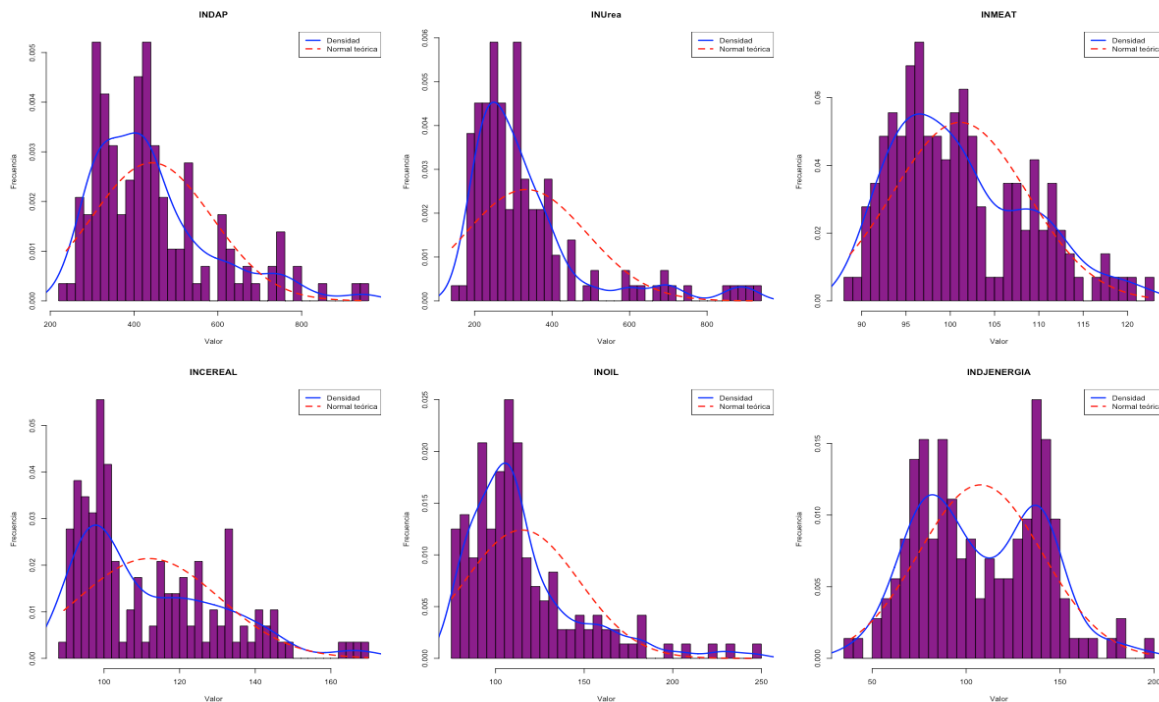 INDAP
Densidad
Normal teórica
Frecuencia
0.000 0.001 0.002 0.003 0.004 0.005
200 400 600 800
Valor
INUrea
Densidad
Normal teórica
Frecuencia
0.000 0.001 0.002 0.003 0.004 0.005 0.006
200 400 600 800
Valor
INMEAT
Densidad
Normal teórica
Frecuencia
0.00 0.02 0.04 0.06
90 95 100 105 110 115 120
Valor
INCEREAL
Densidad
Normal teórica
Frecuencia
0.00 0.01 0.02 0.03 0.04 0.05
100 120 140 160
Valor
INOIL
Densidad
Normal teórica
Frecuencia
0.000 0.005 0.010 0.015 0.020 0.025
100 150 200 250
Valor
INDJENERGIA
Densidad
Normal teórica
Frecuencia
0.000 0.005 0.010 0.015
50 100 150 200
Valor